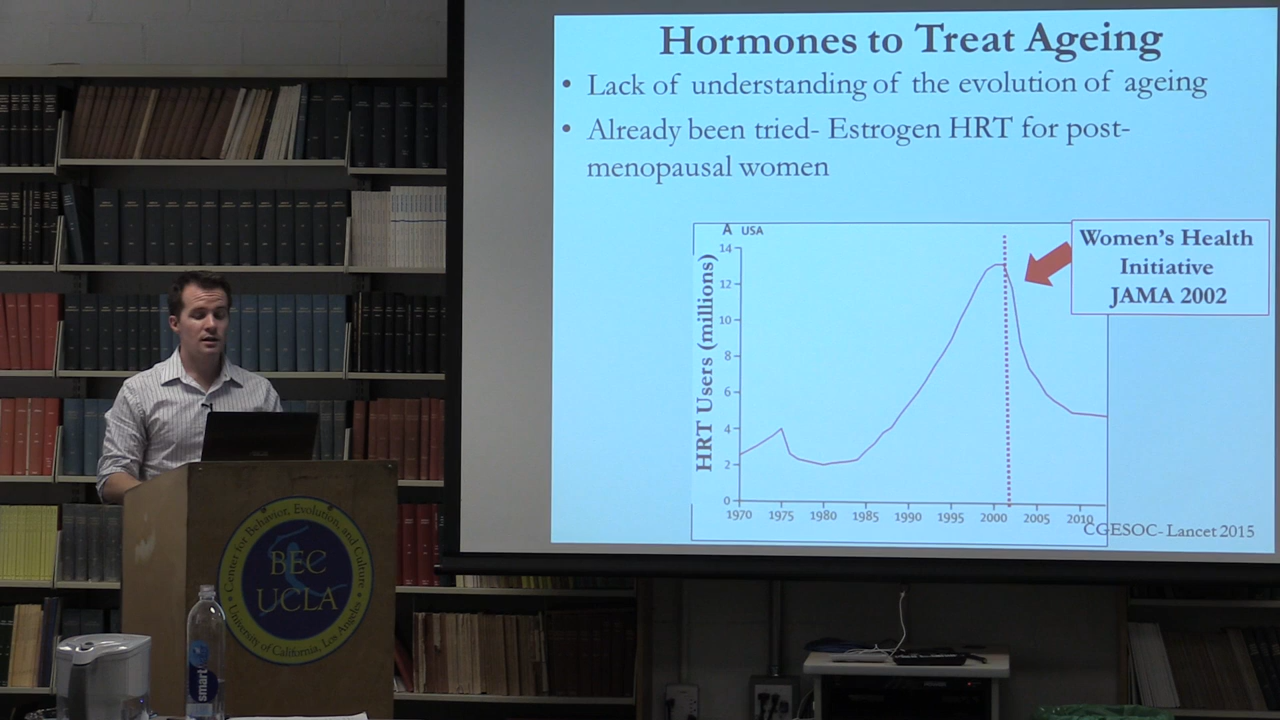 Hormones to Treat Ageing
• Lack of understanding of the evolution of ageing
• Already been tried- Estrogen HRT for post-
menopausal women
A USA
Women's Health
Initiative
JAMA 2002
HRT Users (millions)
14
12
10
8
6
4
2
0
1970 1975 1980 1985 1990 1995 2000 2005 2010
CGESOC- Lancet 2015
Center for Behavior, Evolution, and Culture
BEC
UCLA
University of California, Los Angeles
smart